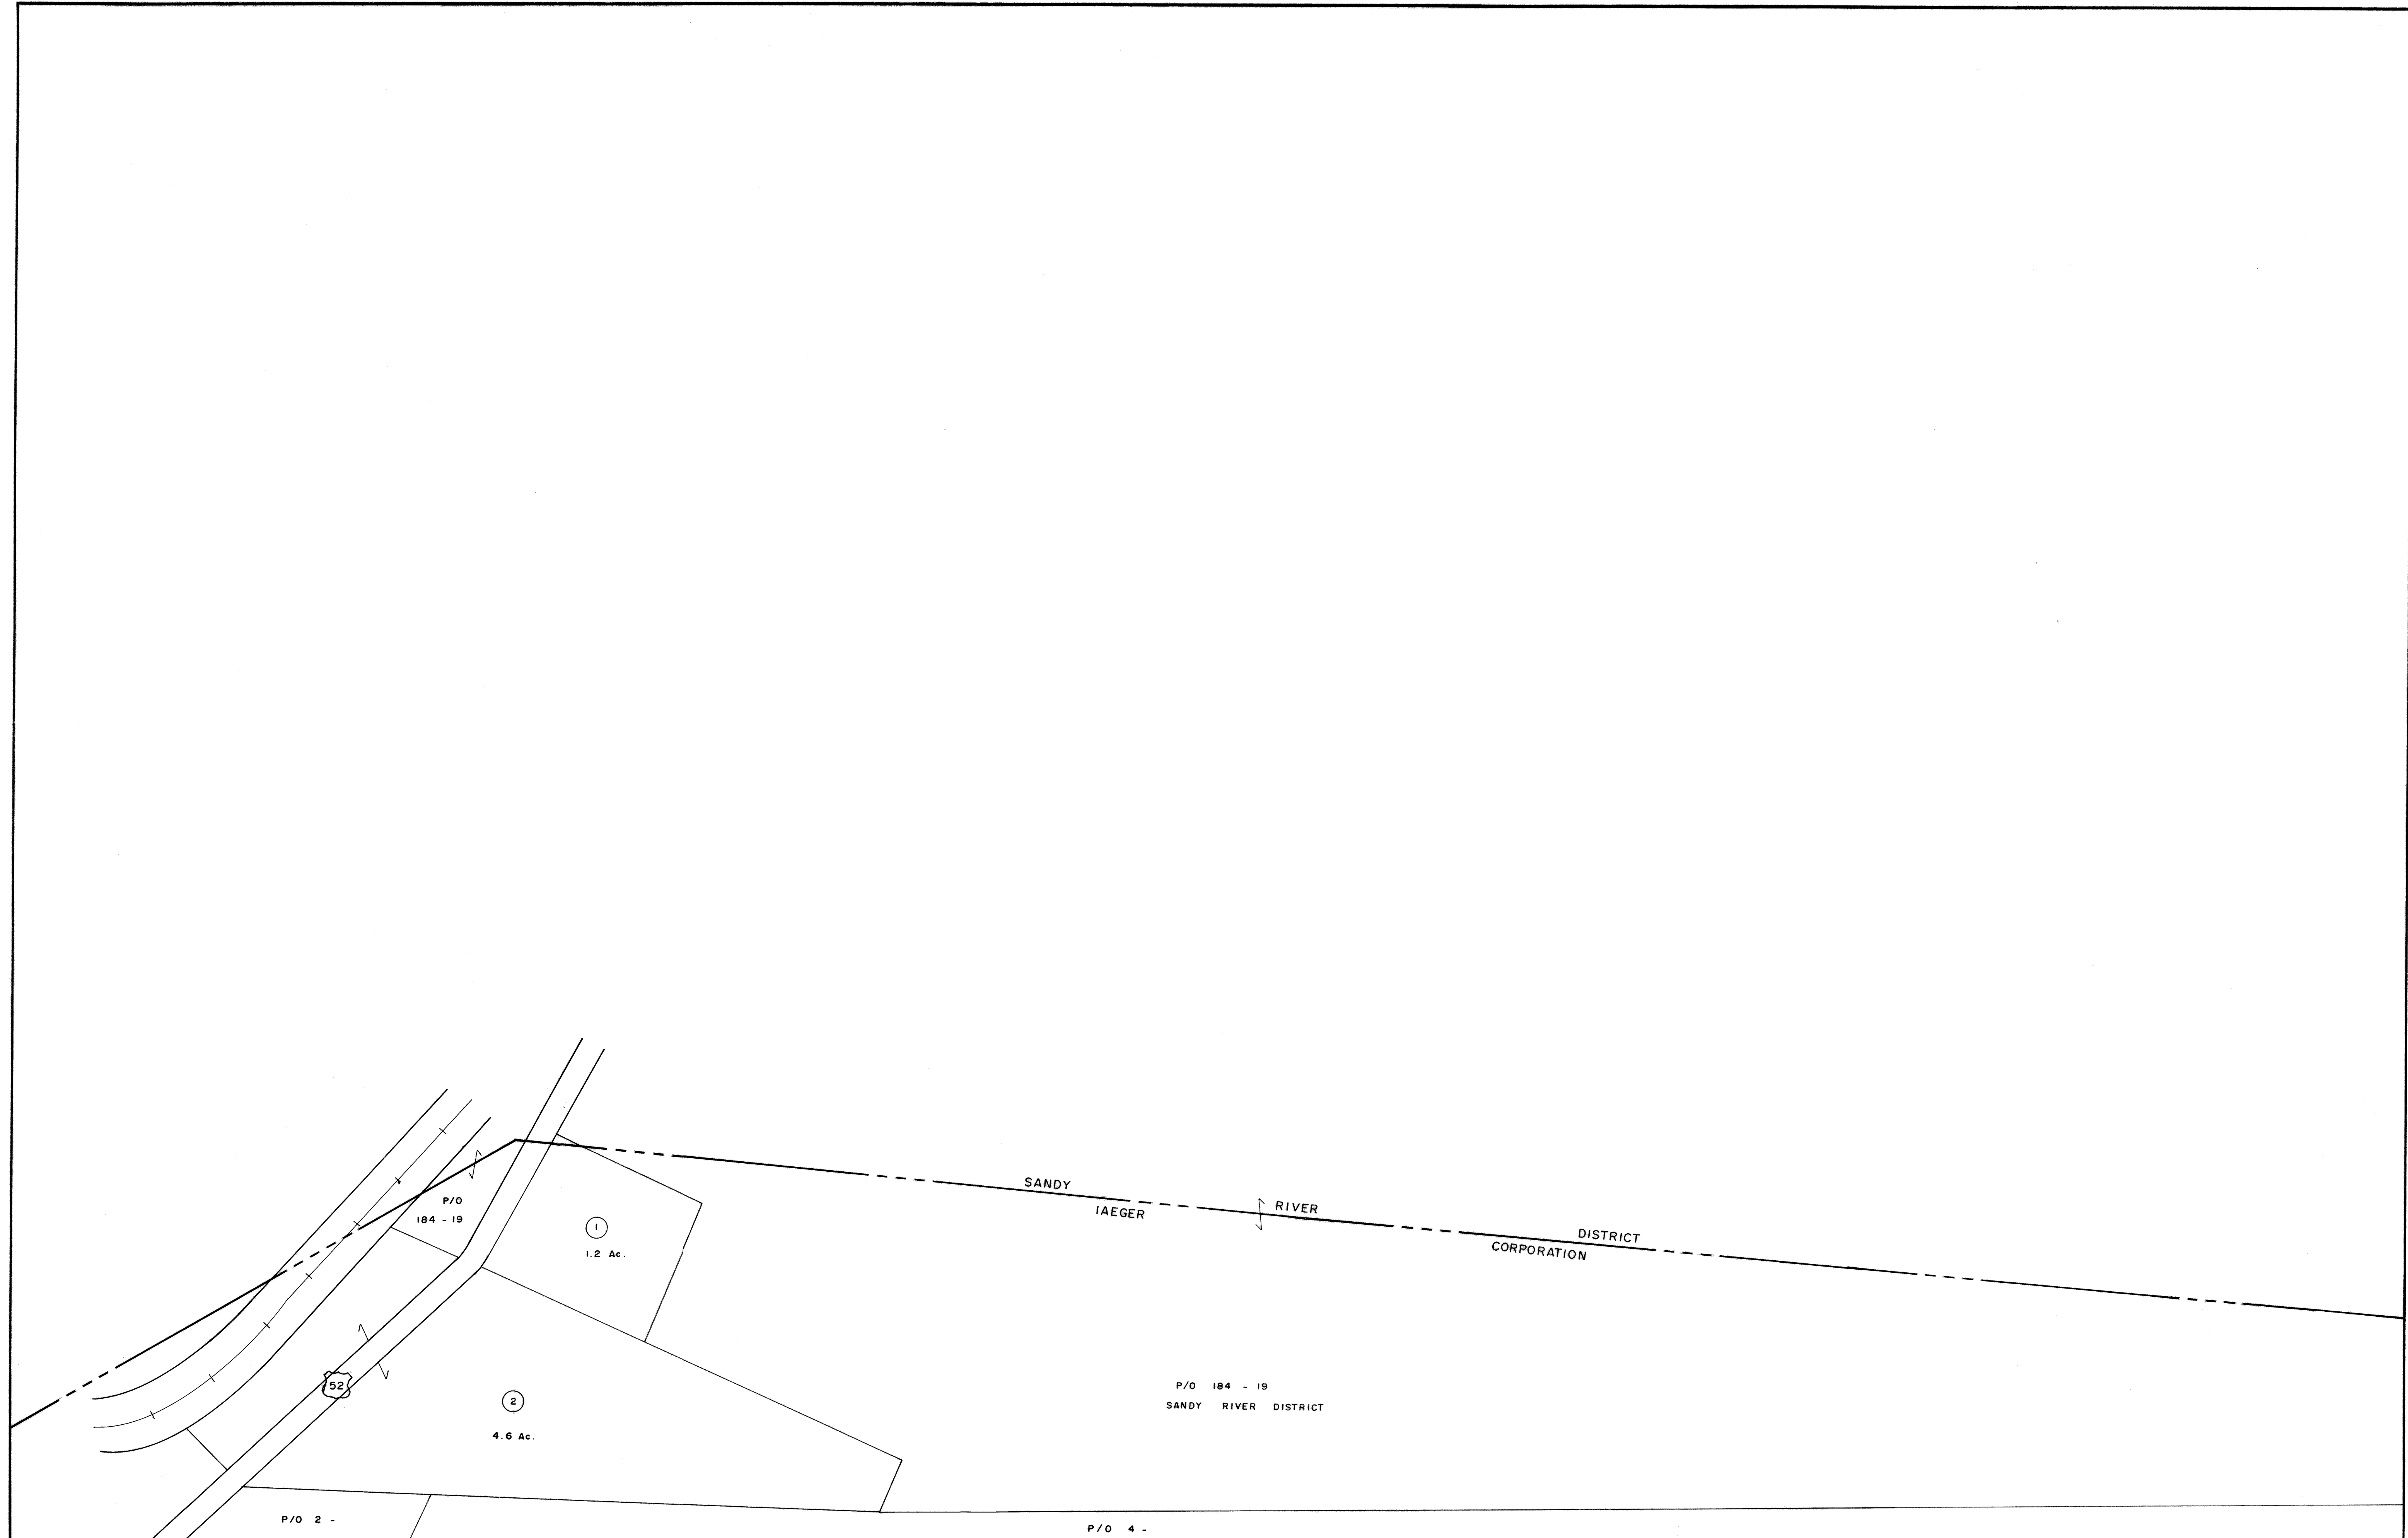 SANDY RIVER DISTRICT
IAEGER CORPORATION
P/O
184 - 19
1
1.2 Ac.
52
2
4.6 Ac.
P/O 184 - 19
SANDY RIVER DISTRICT
P/O 2 -
P/O 4 -